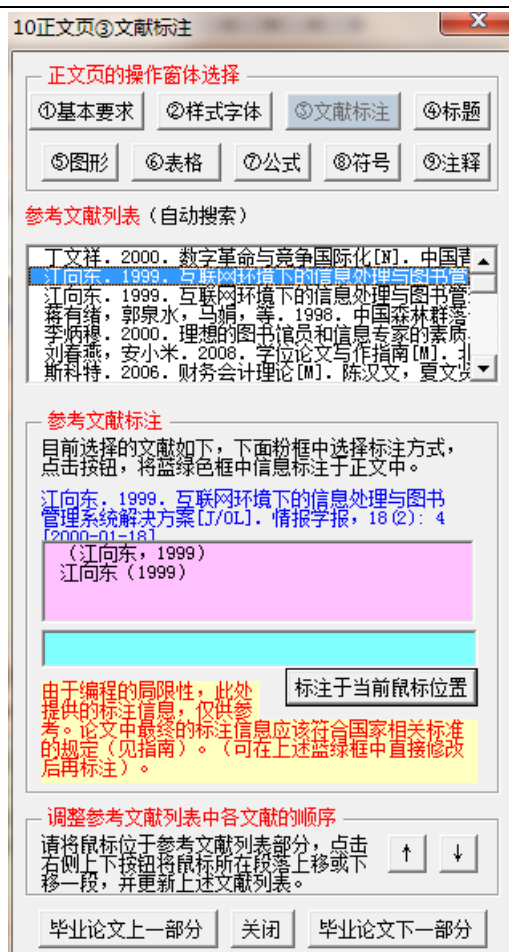 10正文页③文献标注
X
正文页的操作窗体选择
①基本要求 ②样式字体 ③文献标注 ④标题
⑤图形 ⑥表格 ⑦公式 ⑧符号 ⑨注释
参考文献列表（自动搜索）
丁文祥. 2000. 数字革命与竞争国际化[N]. 中国青
江向东. 1999. 互联网环境下的信息处理与图书管
江向东. 1999. 互联网环境下的信息处理与图书管
蒋有绪，郭泉水，马娟，等. 1998. 中国森林群落
李炳穆. 2000. 理想的图书馆员和信息专家的素质
刘春燕，安小米. 2008. 学位论文写作指南[M]. 北
斯科特. 2006. 财务会计理论[M]. 陈汉文，夏文贤
参考文献标注
目前选择的文献如下，下面粉框中选择标注方式，
点击按钮，将蓝绿色框中信息标注于正文中。
江向东. 1999. 互联网环境下的信息处理与图书
管理系统解决方案[J/OL]. 情报学报，18(2): 4
[2000-01-18]
（江向东，1999）
江向东（1999）
标注于当前鼠标位置
由于编程的局限性，此处
提供的标注信息，仅供参
考。论文中最终的标注信息应该符合国家相关标准
的规定（见指南）。（可在上述蓝绿框中直接修改
后再标注）。
调整参考文献列表中各文献的顺序
请将鼠标位于参考文献列表部分，点击
右侧上下按钮将鼠标所在段落上移或下
移一段，并更新上述文献列表。
↑ ↓
毕业论文上一部分 关闭 毕业论文下一部分